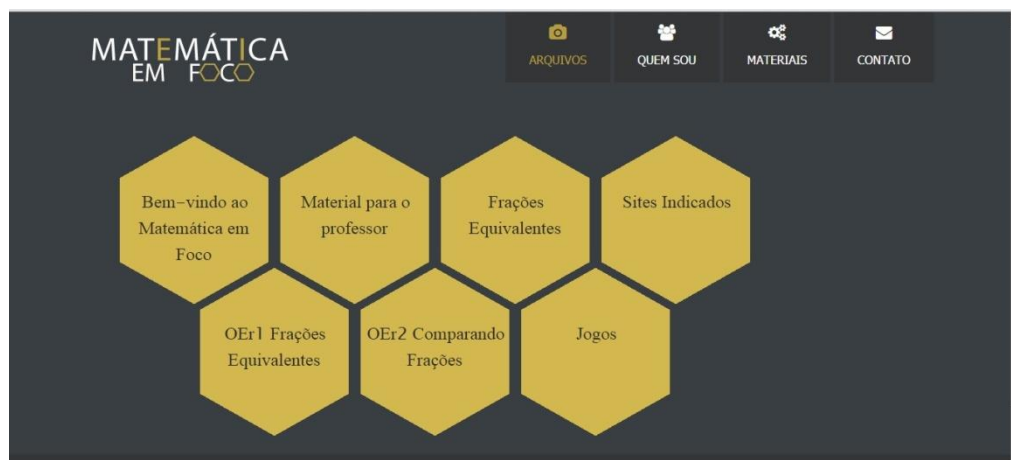 MATEMÁTICA
EM FOCO
ARQUIVOS
QUEM SOU
MATERIAIS
CONTATO
Bem-vindo ao
Matemática em
Foco
Material para o
professor
Frações
Equivalentes
Sites Indicados
OEr1 Frações
Equivalentes
OEr2 Comparando
Frações
Jogos